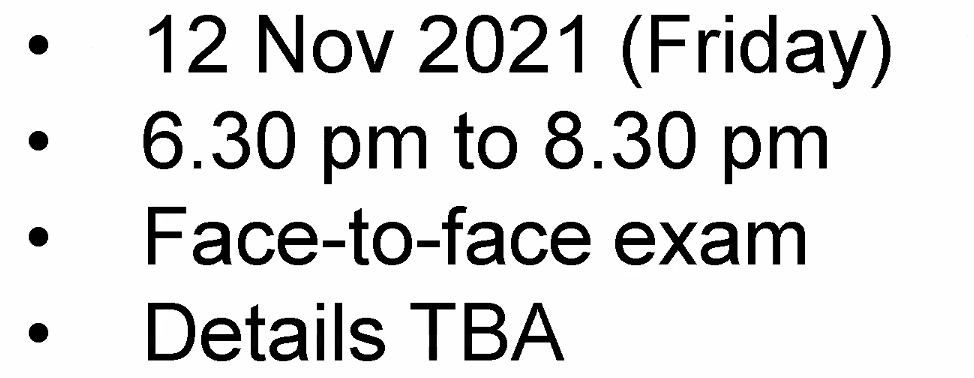 • 12 Nov 2021 (Friday)
• 6.30 pm to 8.30 pm
• Face-to-face exam
• Details TBA